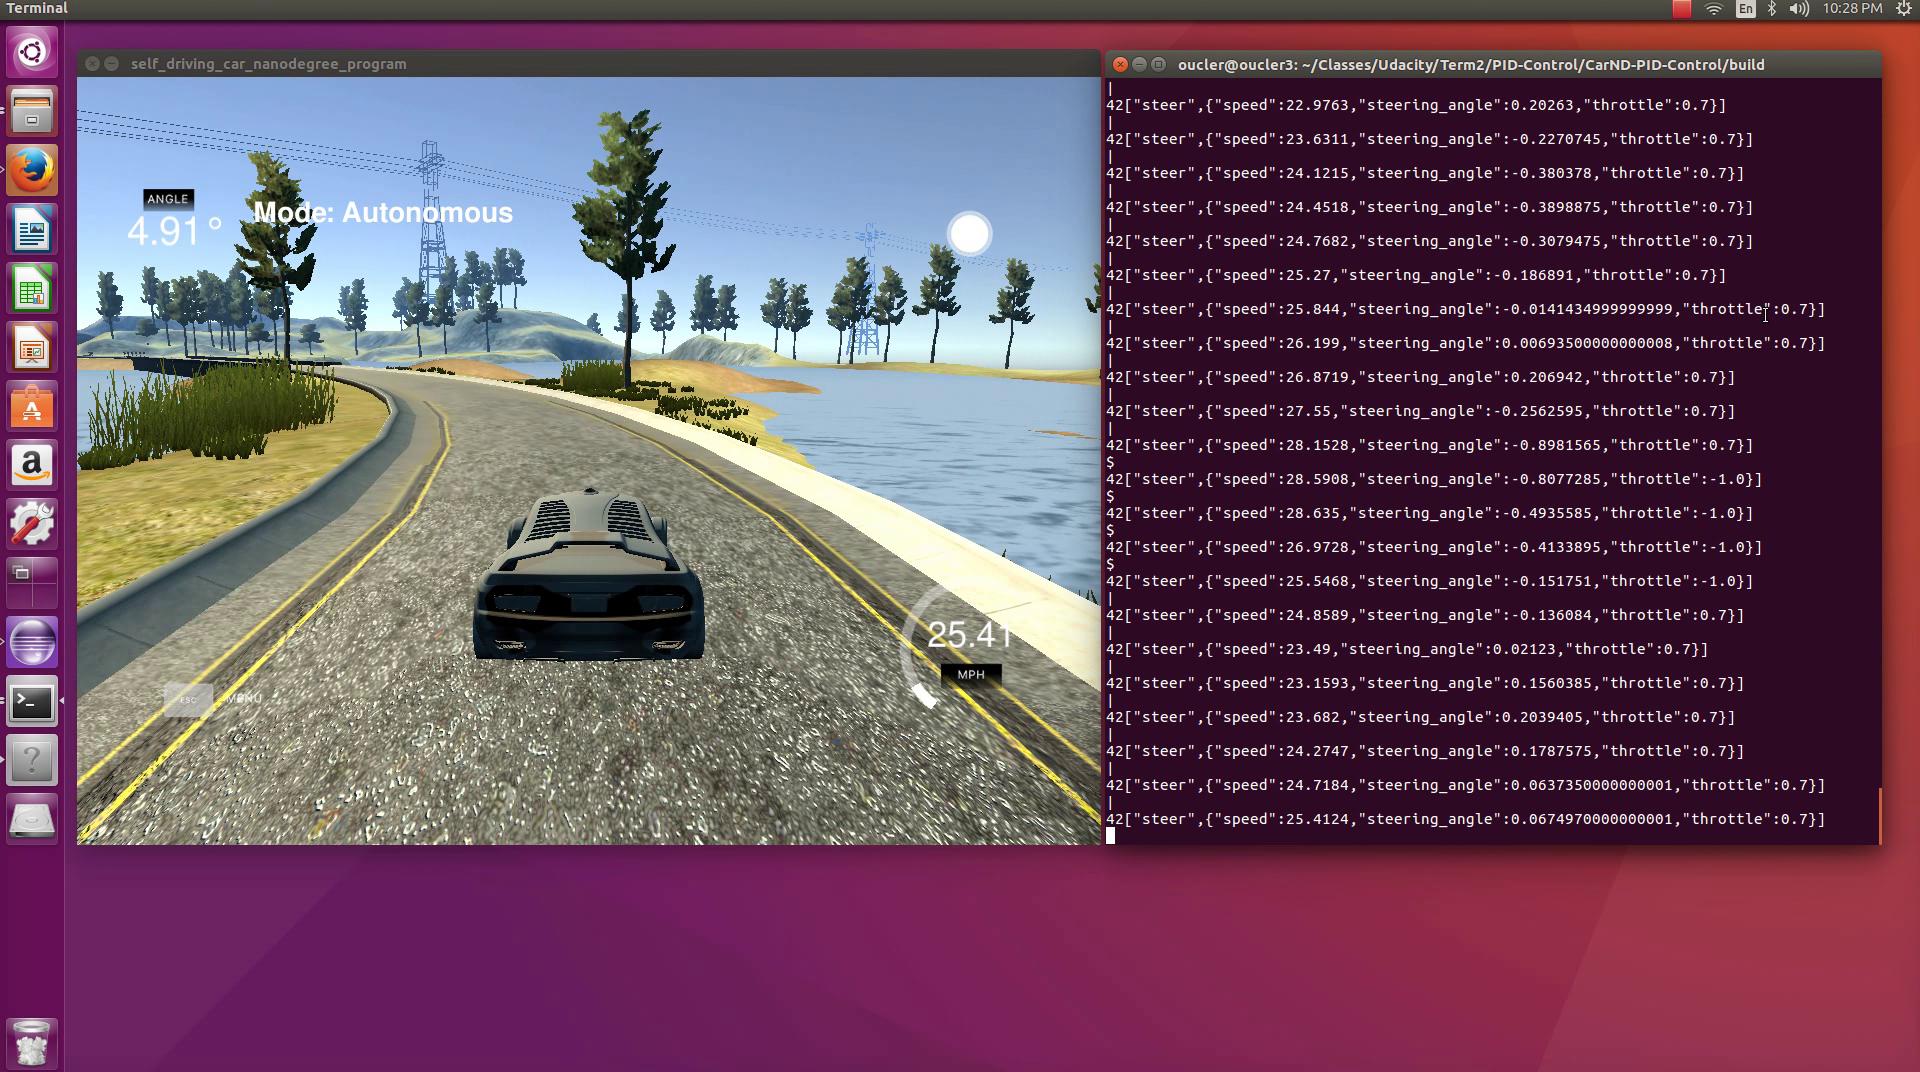 Terminal
En
10:28 PM
self_driving_car_nanodegree_program
ANGLE
4.91°
Mode: Autonomous
25.41
MPH
ESC
MENU
a
?
oucler@oucler3: ~/Classes/Udacity/Term2/PID-Control/CarND-PID-Control/build
|
42["steer",{"speed":22.9763,"steering_angle":0.20263,"throttle":0.7}]
|
42["steer",{"speed":23.6311,"steering_angle":-0.2270745,"throttle":0.7}]
|
42["steer",{"speed":24.1215,"steering_angle":-0.380378,"throttle":0.7}]
|
42["steer",{"speed":24.4518,"steering_angle":-0.3898875,"throttle":0.7}]
|
42["steer",{"speed":24.7682,"steering_angle":-0.3079475,"throttle":0.7}]
|
42["steer",{"speed":25.27,"steering_angle":-0.186891,"throttle":0.7}]
|
42["steer",{"speed":25.844,"steering_angle":-0.0141434999999999,"throttle":0.7}]
|
42["steer",{"speed":26.199,"steering_angle":0.00693500000000008,"throttle":0.7}]
|
42["steer",{"speed":26.8719,"steering_angle":0.206942,"throttle":0.7}]
|
42["steer",{"speed":27.55,"steering_angle":-0.2562595,"throttle":0.7}]
|
42["steer",{"speed":28.1528,"steering_angle":-0.8981565,"throttle":0.7}]
$
42["steer",{"speed":28.5908,"steering_angle":-0.8077285,"throttle":-1.0}]
$
42["steer",{"speed":28.635,"steering_angle":-0.4935585,"throttle":-1.0}]
$
42["steer",{"speed":26.9728,"steering_angle":-0.4133895,"throttle":-1.0}]
$
42["steer",{"speed":25.5468,"steering_angle":-0.151751,"throttle":-1.0}]
|
42["steer",{"speed":24.8589,"steering_angle":-0.136084,"throttle":0.7}]
|
42["steer",{"speed":23.49,"steering_angle":0.02123,"throttle":0.7}]
|
42["steer",{"speed":23.1593,"steering_angle":0.1560385,"throttle":0.7}]
|
42["steer",{"speed":23.682,"steering_angle":0.2039405,"throttle":0.7}]
|
42["steer",{"speed":24.2747,"steering_angle":0.1787575,"throttle":0.7}]
|
42["steer",{"speed":24.7184,"steering_angle":0.0637350000000001,"throttle":0.7}]
|
42["steer",{"speed":25.4124,"steering_angle":0.0674970000000001,"throttle":0.7}]